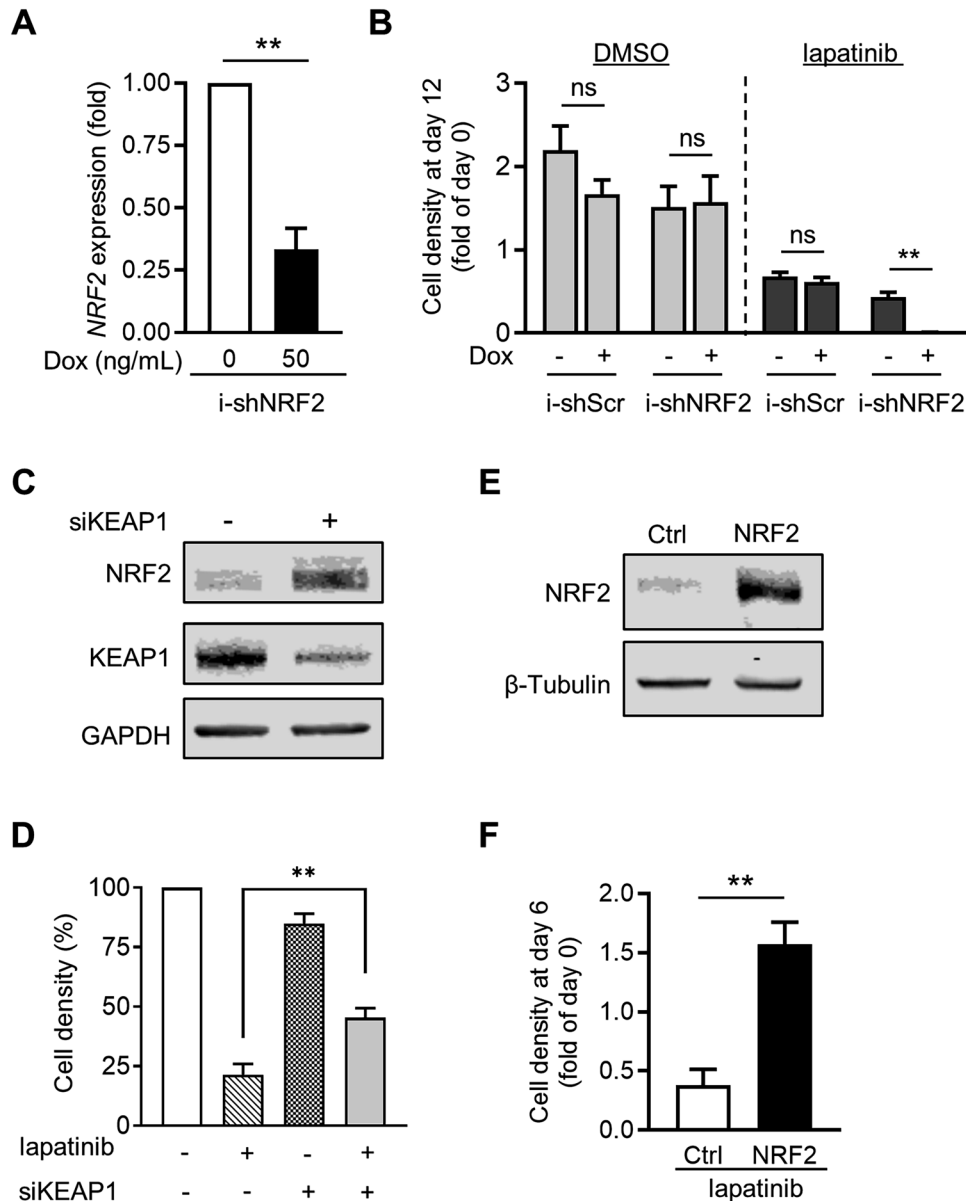 A
**
NRF2 expression (fold)
1.00
0.75
0.50
0.25
0.00
Dox (ng/mL) 0 50
i-shNRF2
B
DMSO lapatinib
Cell density at day 12
(fold of day 0)
3
2
1
0
ns ns ns **
Dox - + - + - + - +
i-shScr i-shNRF2 i-shScr i-shNRF2
C
siKEAP1 - +
NRF2
KEAP1
GAPDH
E
Ctrl NRF2
NRF2
β-Tubulin
D
**
Cell density (%)
100
75
50
25
0
lapatinib - + - +
siKEAP1 - - + +
F
**
Cell density at day 6
(fold of day 0)
2.0
1.5
1.0
0.5
0.0
Ctrl NRF2
lapatinib